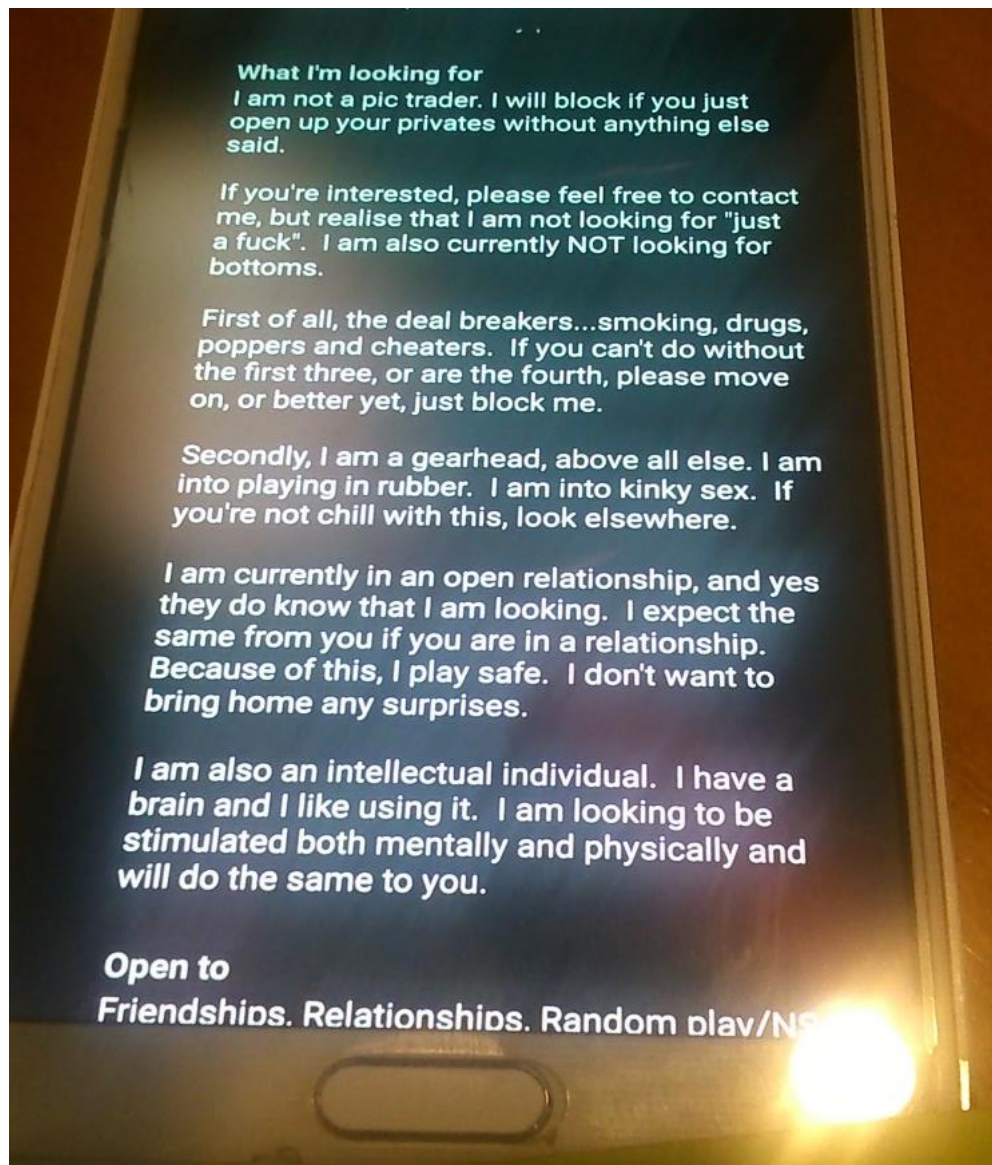 What I'm looking for
I am not a pic trader. I will block if you just
open up your privates without anything else
said.
If you're interested, please feel free to contact
me, but realise that I am not looking for "just
a fuck".  I am also currently NOT looking for
bottoms.
First of all, the deal breakers...smoking, drugs,
poppers and cheaters.  If you can't do without
the first three, or are the fourth, please move
on, or better yet, just block me.
Secondly, I am a gearhead, above all else. I am
into playing in rubber.  I am into kinky sex.  If
you're not chill with this, look elsewhere.
I am currently in an open relationship, and yes
they do know that I am looking.  I expect the
same from you if you are in a relationship.
Because of this, I play safe.  I don't want to
bring home any surprises.
I am also an intellectual individual.  I have a
brain and I like using it.  I am looking to be
stimulated both mentally and physically and
will do the same to you.
Open to
Friendships, Relationships, Random play/